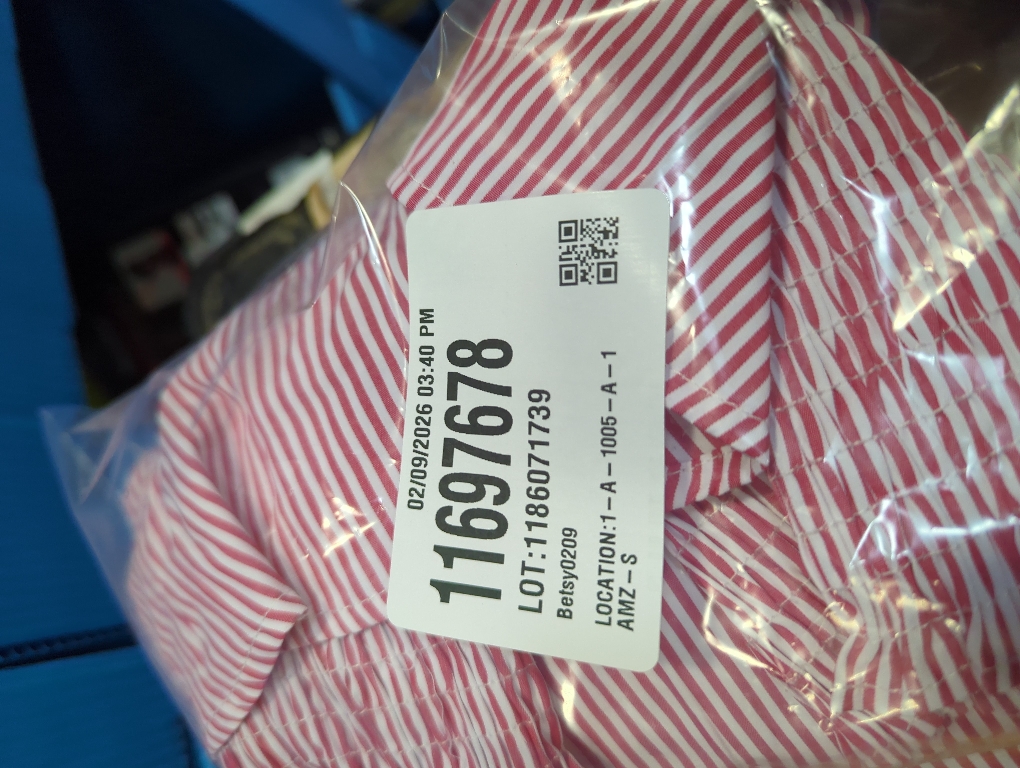 02/09/2026 03:40 PM
11697678
LOT:1186071739
Betsy0209
LOCATION:1-A-1005-A-1
AMZ-S